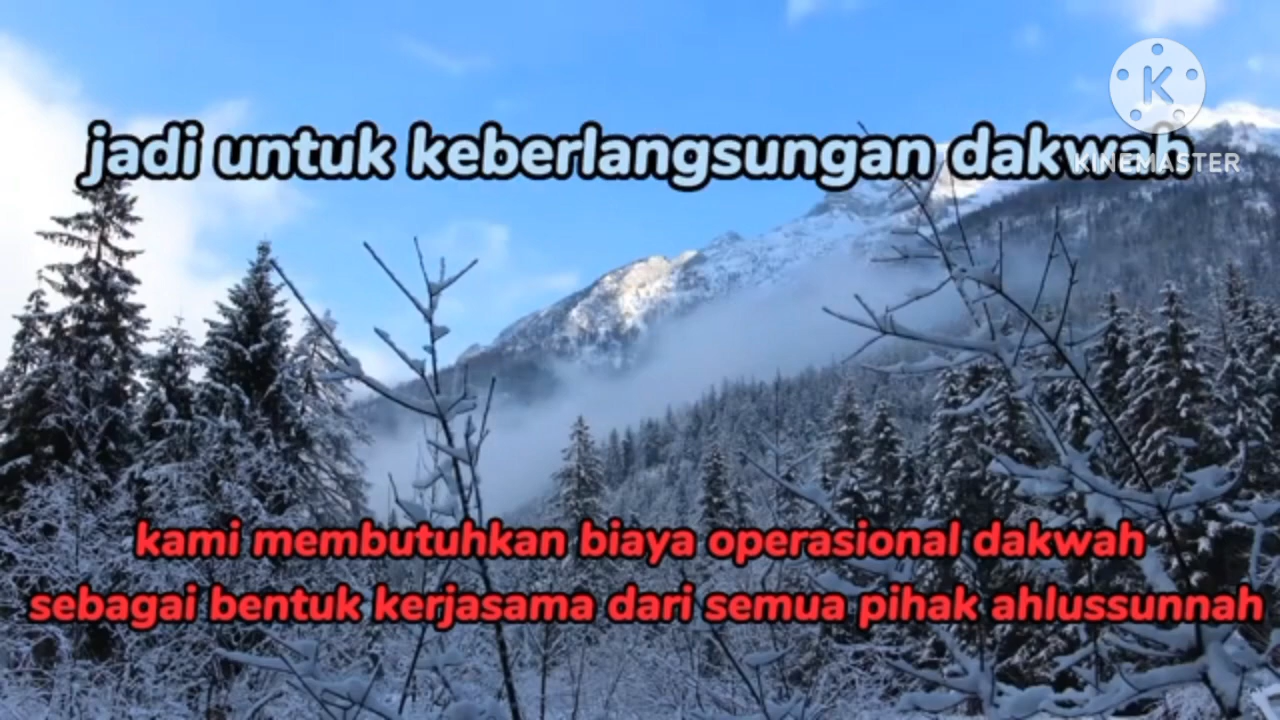 KINEMASTER
jadi untuk keberlangsungan dakwah
kami membutuhkan biaya operasional dakwah
sebagai bentuk kerjasama dari semua pihak ahlussunnah